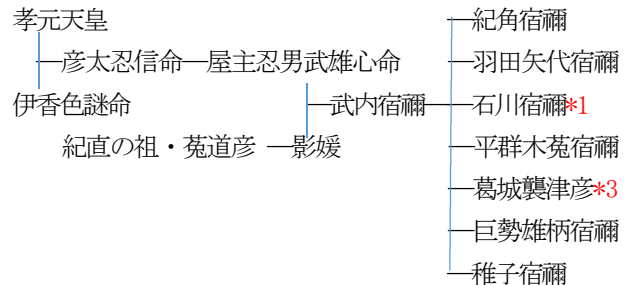 孝元天皇
紀角宿禰
彦太忍信命
屋主忍男武雄心命
羽田矢代宿禰
伊香色謎命
武内宿禰
石川宿禰*1
紀直の祖・菟道彦
影媛
平群木菟宿禰
葛城襲津彦*3
巨勢雄柄宿禰
稚子宿禰